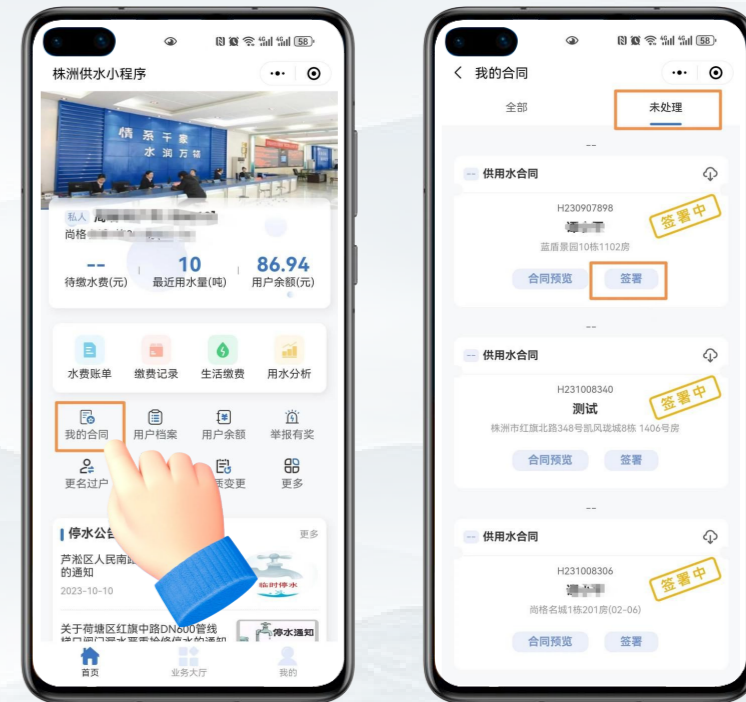 58
株洲供水小程序
情系千家
水润万福
私人
尚格
--
10
86.94
待缴水费(元)
最近用水量(吨)
用户余额(元)
水费账单
缴费记录
生活缴费
用水分析
我的合同
用户档案
用户余额
举报有奖
更名过户
质变更
更多
停水公告
更多
芦淞区人民南路
的通知
2023-10-10
临时停水
关于荷塘区红旗中路DN600管线
停水通知
首页
业务大厅
我的
58
我的合同
全部
未处理
--
-- 供用水合同
H230907898
签署中
蓝盾景园10栋1102房
合同预览
签署
--
-- 供用水合同
H231008340
签署中
测试
株洲市红旗北路348号凯风珑城8栋 1406号房
合同预览
签署
--
-- 供用水合同
H231008306
签署中
尚格名城1栋201房(02-06)
合同预览
签署